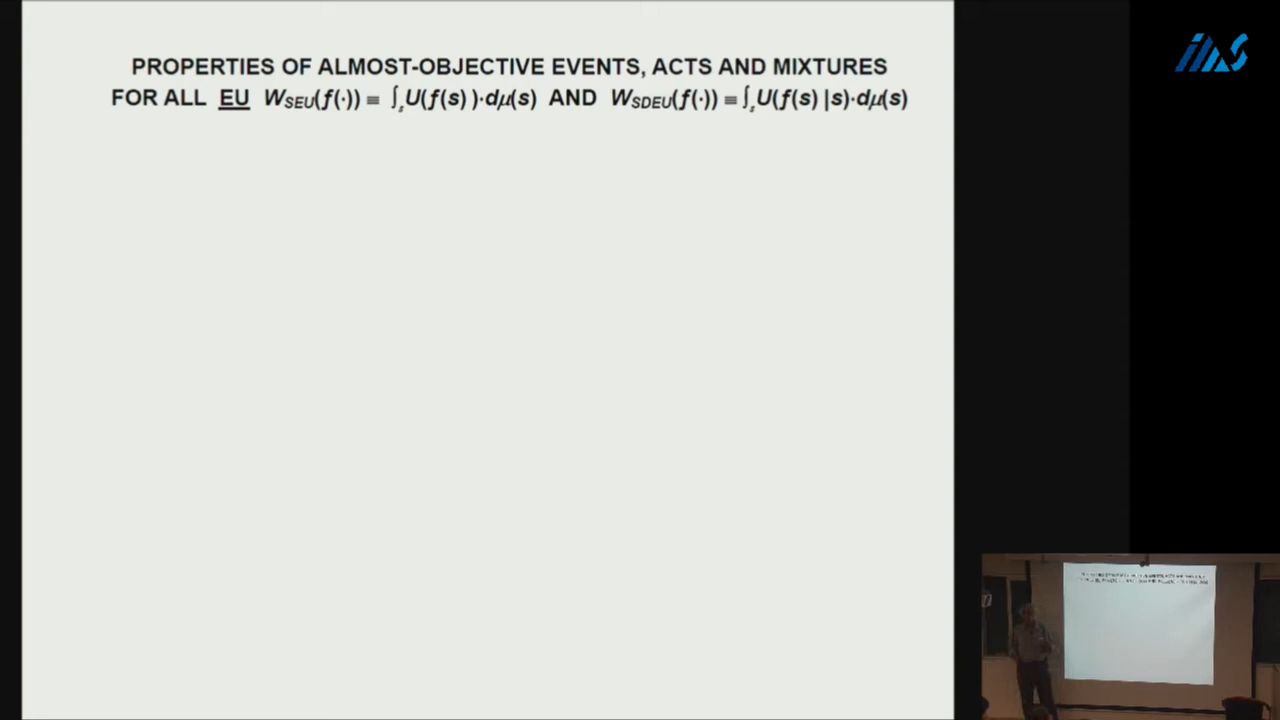 PROPERTIES OF ALMOST-OBJECTIVE EVENTS, ACTS AND MIXTURES
FOR ALL EU W_SEU(f(·)) ≡ ∫_s U(f(s) )·dμ(s) AND W_SDEU(f(·)) ≡ ∫_s U(f(s) |s)·dμ(s)